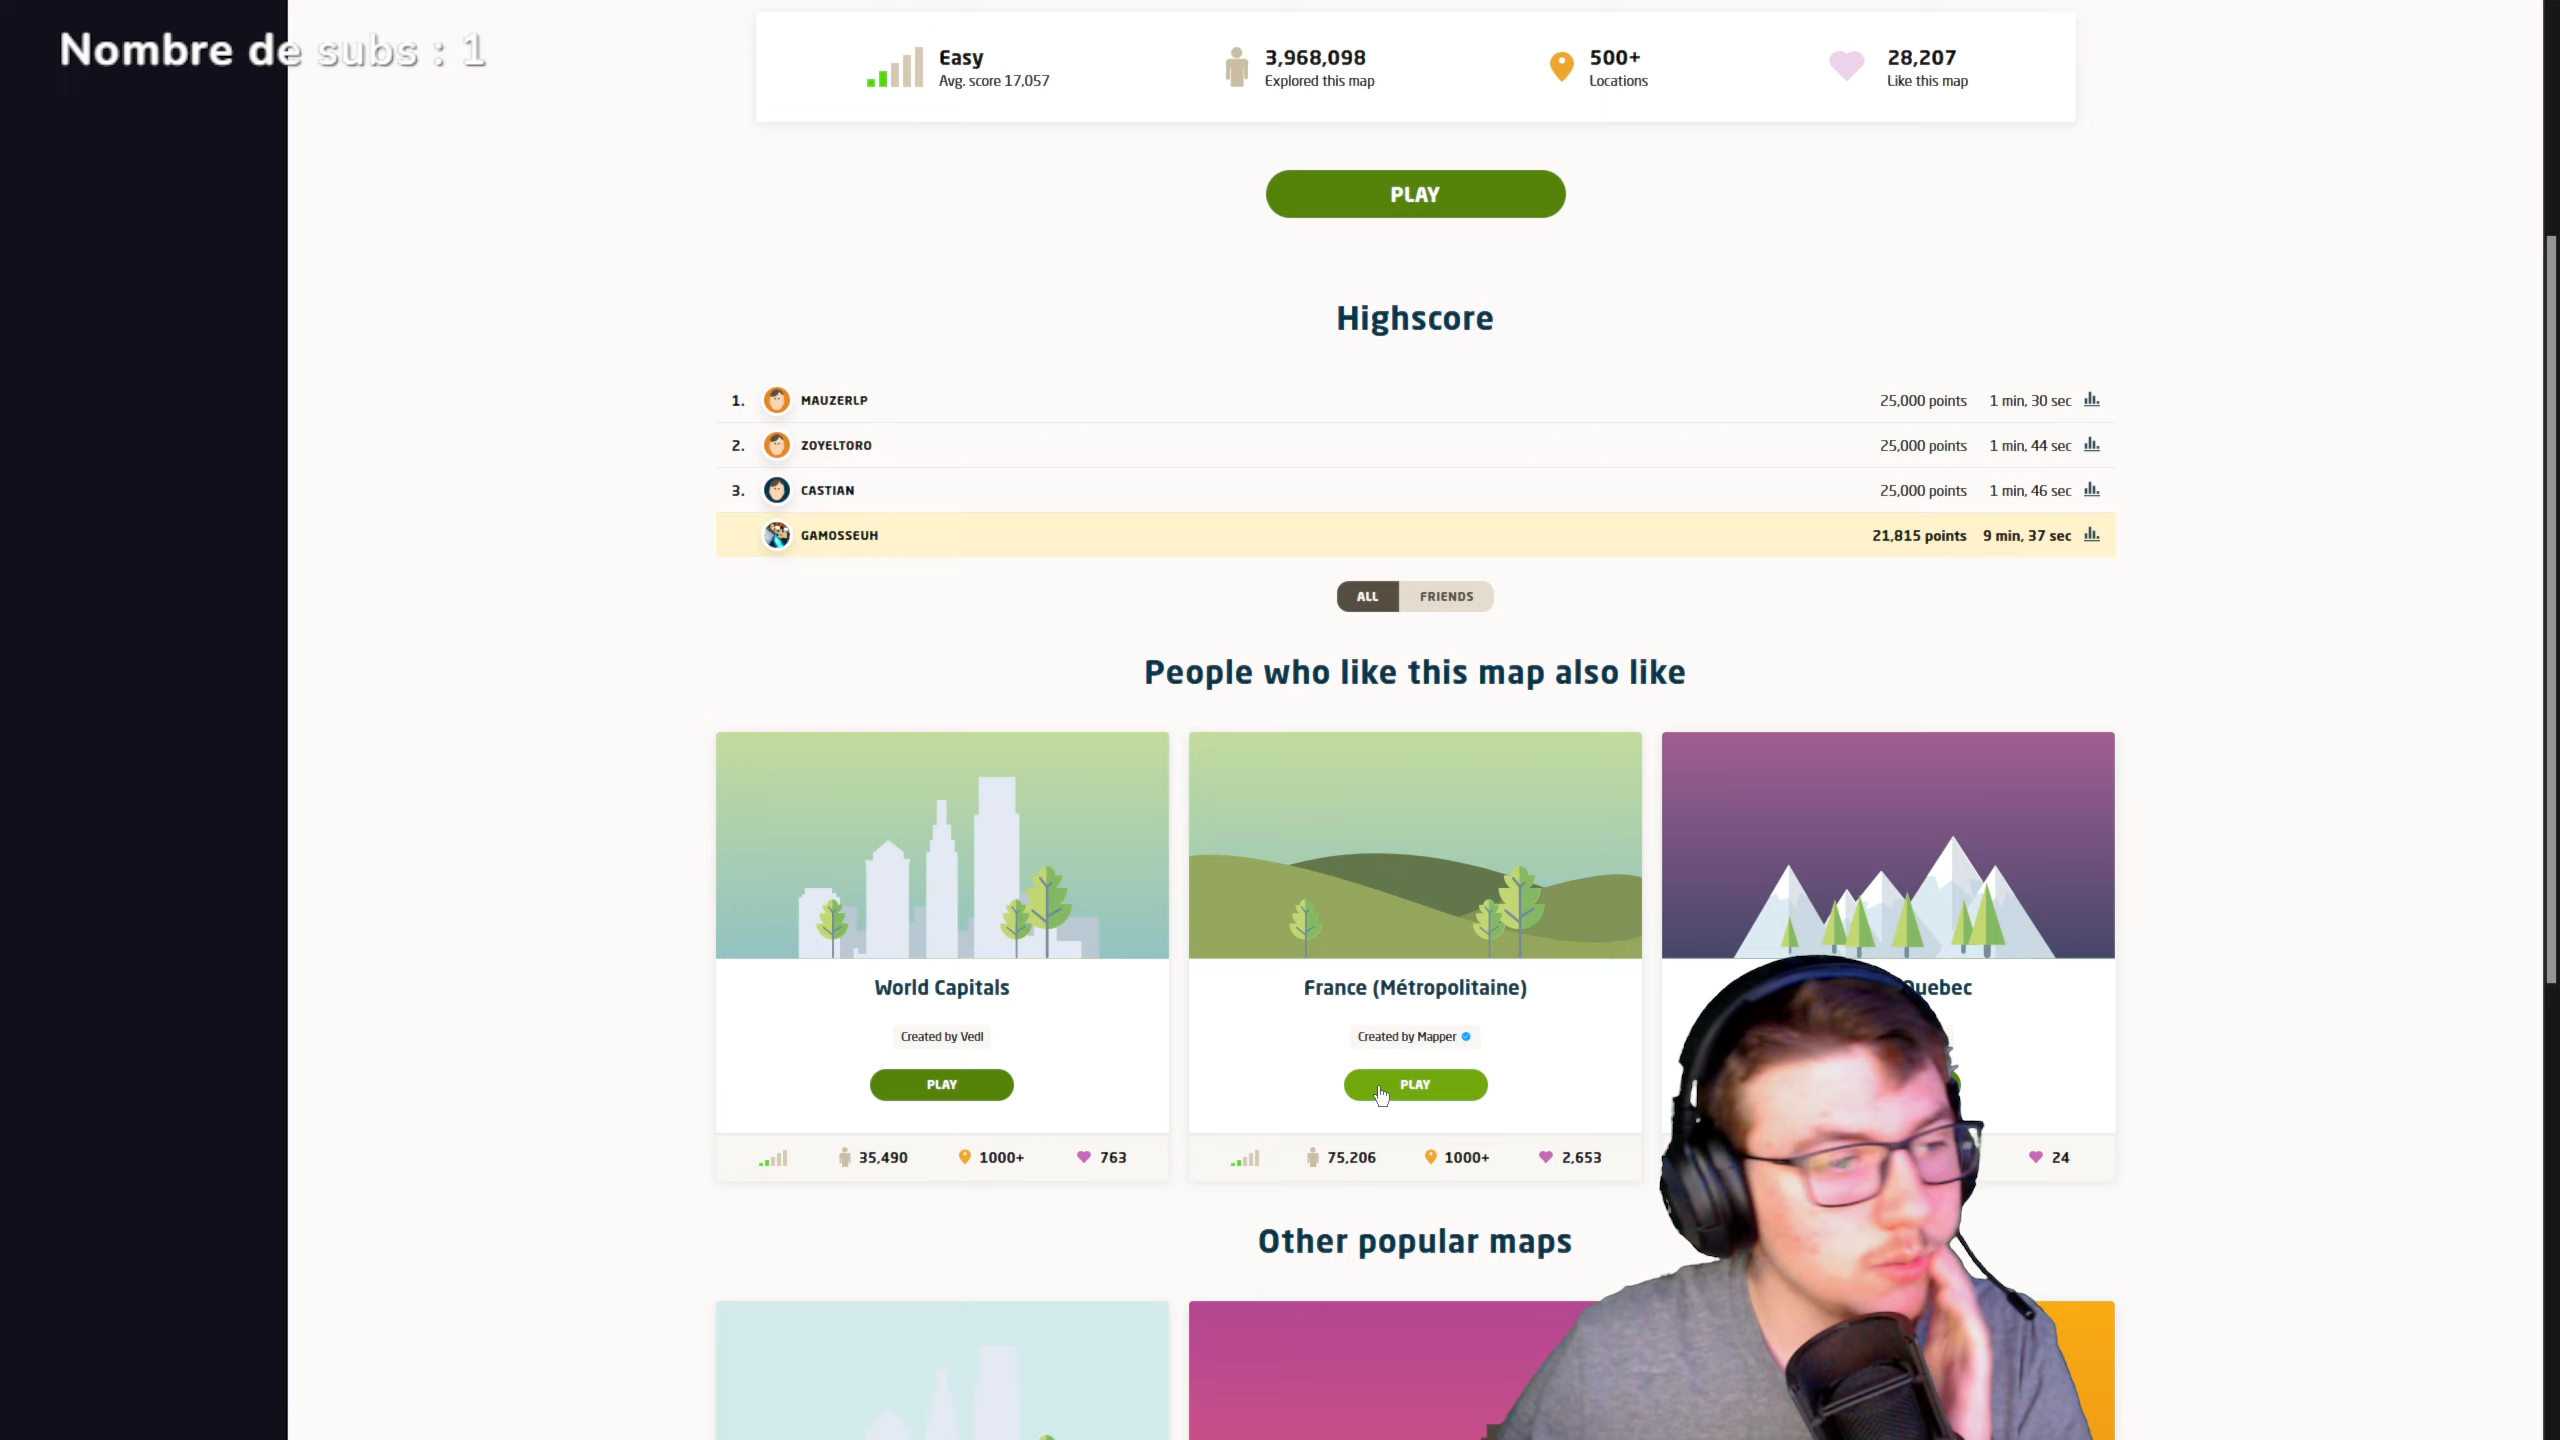 Nombre de subs : 1
Easy
Avg. score 17,057
3,968,098
Explored this map
500+
Locations
28,207
Like this map
PLAY
Highscore
1. MAUZERLP 25,000 points 1 min, 30 sec
2. ZOYELTORO 25,000 points 1 min, 44 sec
3. CASTIAN 25,000 points 1 min, 46 sec
GAMOSSEUH 21,815 points 9 min, 37 sec
ALL FRIENDS
People who like this map also like
World Capitals
Created by Vedl
PLAY
35,490 1000+ 763
France (Métropolitaine)
Created by Mapper
PLAY
75,206 1000+ 2,653
Quebec
24
Other popular maps